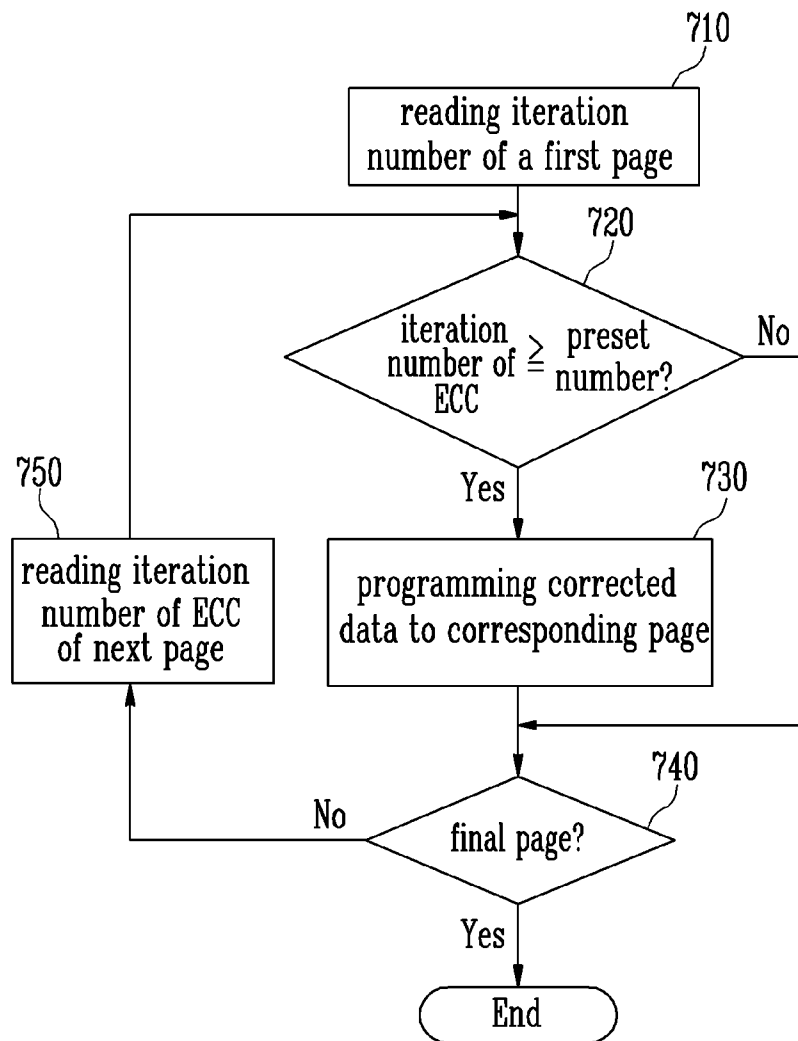 710
reading iteration
number of a first page
720
iteration
number of
ECC
≧
preset
number?
No
Yes
750
730
reading iteration
number of ECC
of next page
programming corrected
data to corresponding page
740
No
final page?
Yes
End